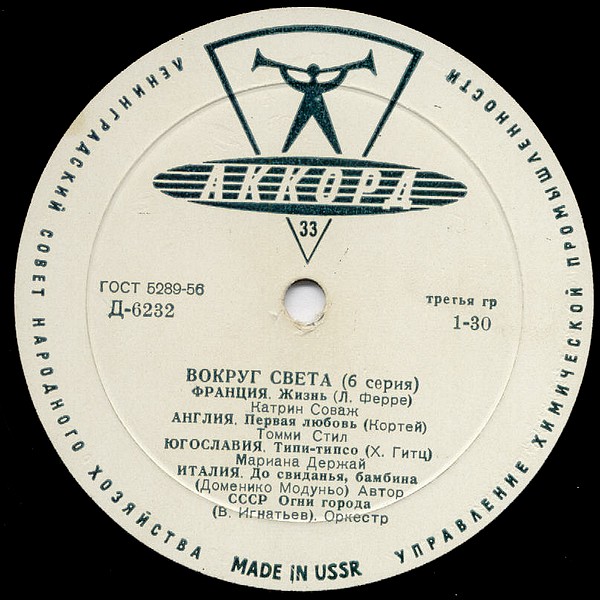 ЛЕНИНГРАДСКИЙ СОВЕТ НАРОДНОГО ХОЗЯЙСТВА
УПРАВЛЕНИЕ ХИМИЧЕСКОЙ ПРОМЫШЛЕННОСТИ
АККОРД
33
ГОСТ 5289-56
Д-6232
третья гр
1-30
ВОКРУГ СВЕТА (6 серия)
ФРАНЦИЯ. Жизнь (Л. Ферре)
Катрин Соваж
АНГЛИЯ. Первая любовь (Кортей)
Томми Стил
ЮГОСЛАВИЯ. Типи-типсо (Х. Гитц)
Мариана Держай
ИТАЛИЯ. До свиданья, бамбина
(Доменико Модуньо) Автор
СССР Огни города
(В. Игнатьев). Оркестр
MADE IN USSR